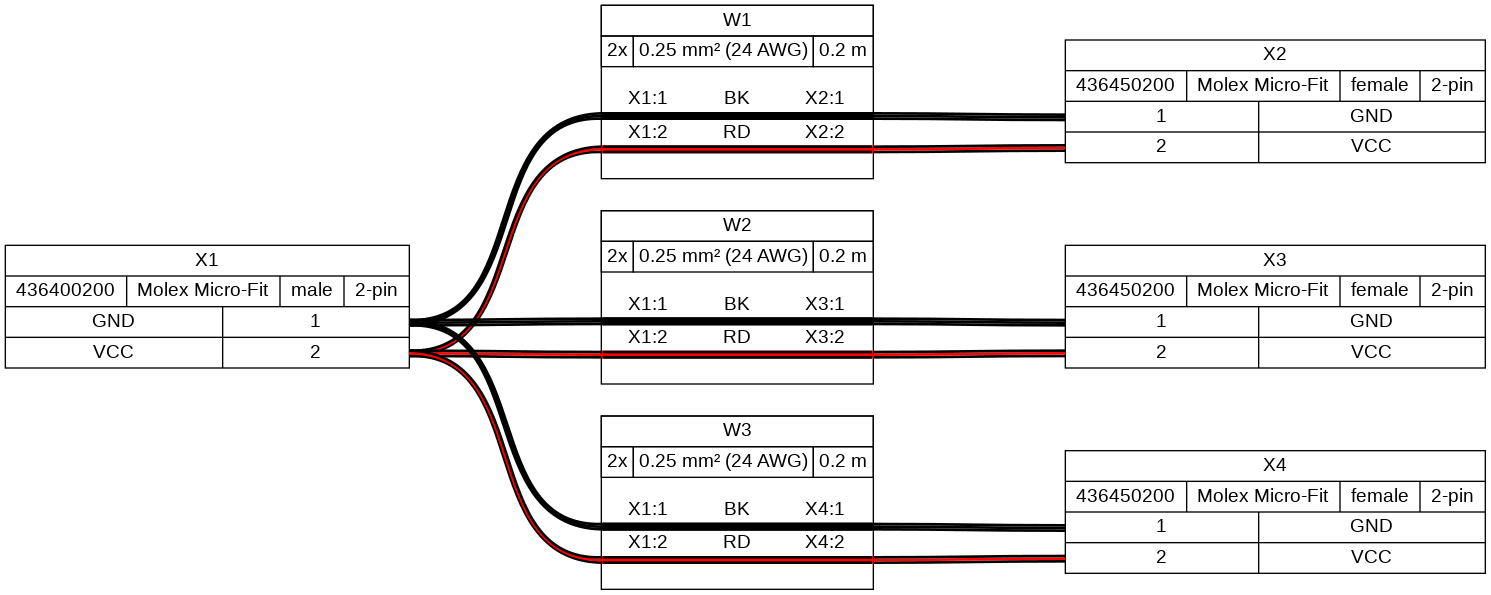 X1
436400200 Molex Micro-Fit male 2-pin
GND 1
VCC 2
W1
2x 0.25 mm² (24 AWG) 0.2 m
X1:1 BK X2:1
X1:2 RD X2:2
W2
2x 0.25 mm² (24 AWG) 0.2 m
X1:1 BK X3:1
X1:2 RD X3:2
W3
2x 0.25 mm² (24 AWG) 0.2 m
X1:1 BK X4:1
X1:2 RD X4:2
X2
436450200 Molex Micro-Fit female 2-pin
1 GND
2 VCC
X3
436450200 Molex Micro-Fit female 2-pin
1 GND
2 VCC
X4
436450200 Molex Micro-Fit female 2-pin
1 GND
2 VCC